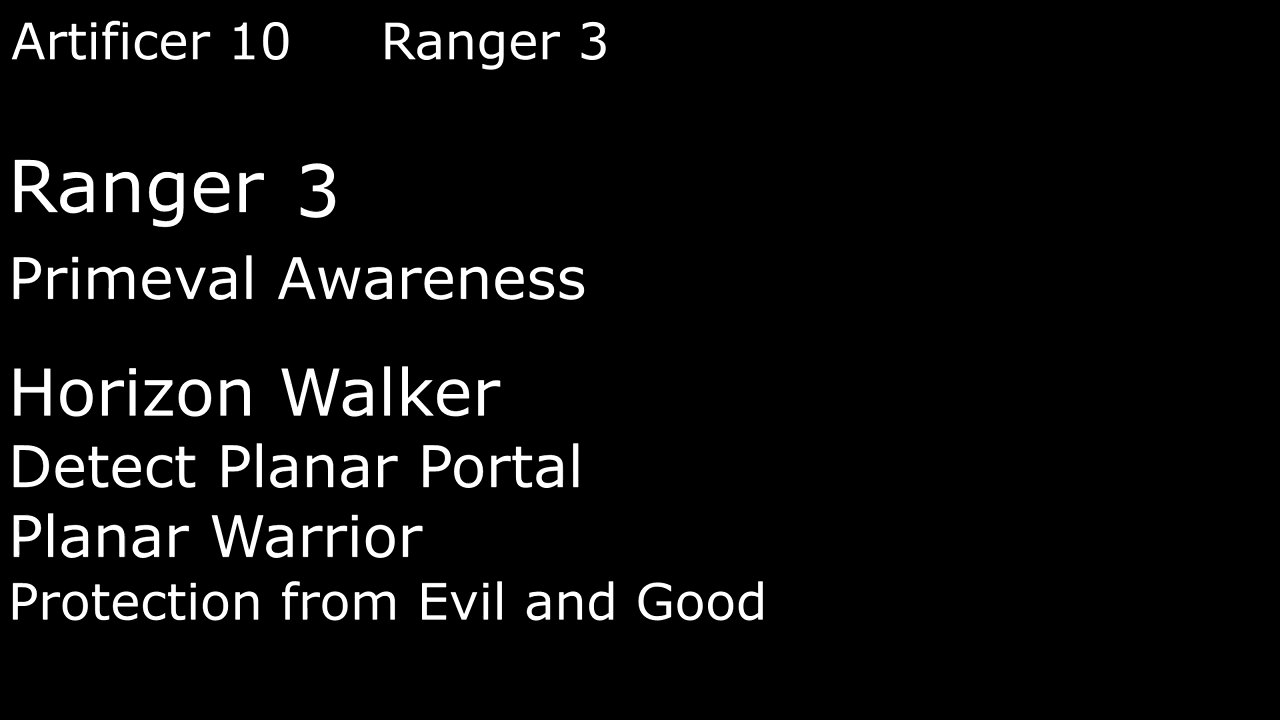 Artificer 10 Ranger 3
Ranger 3
Primeval Awareness
Horizon Walker
Detect Planar Portal
Planar Warrior
Protection from Evil and Good